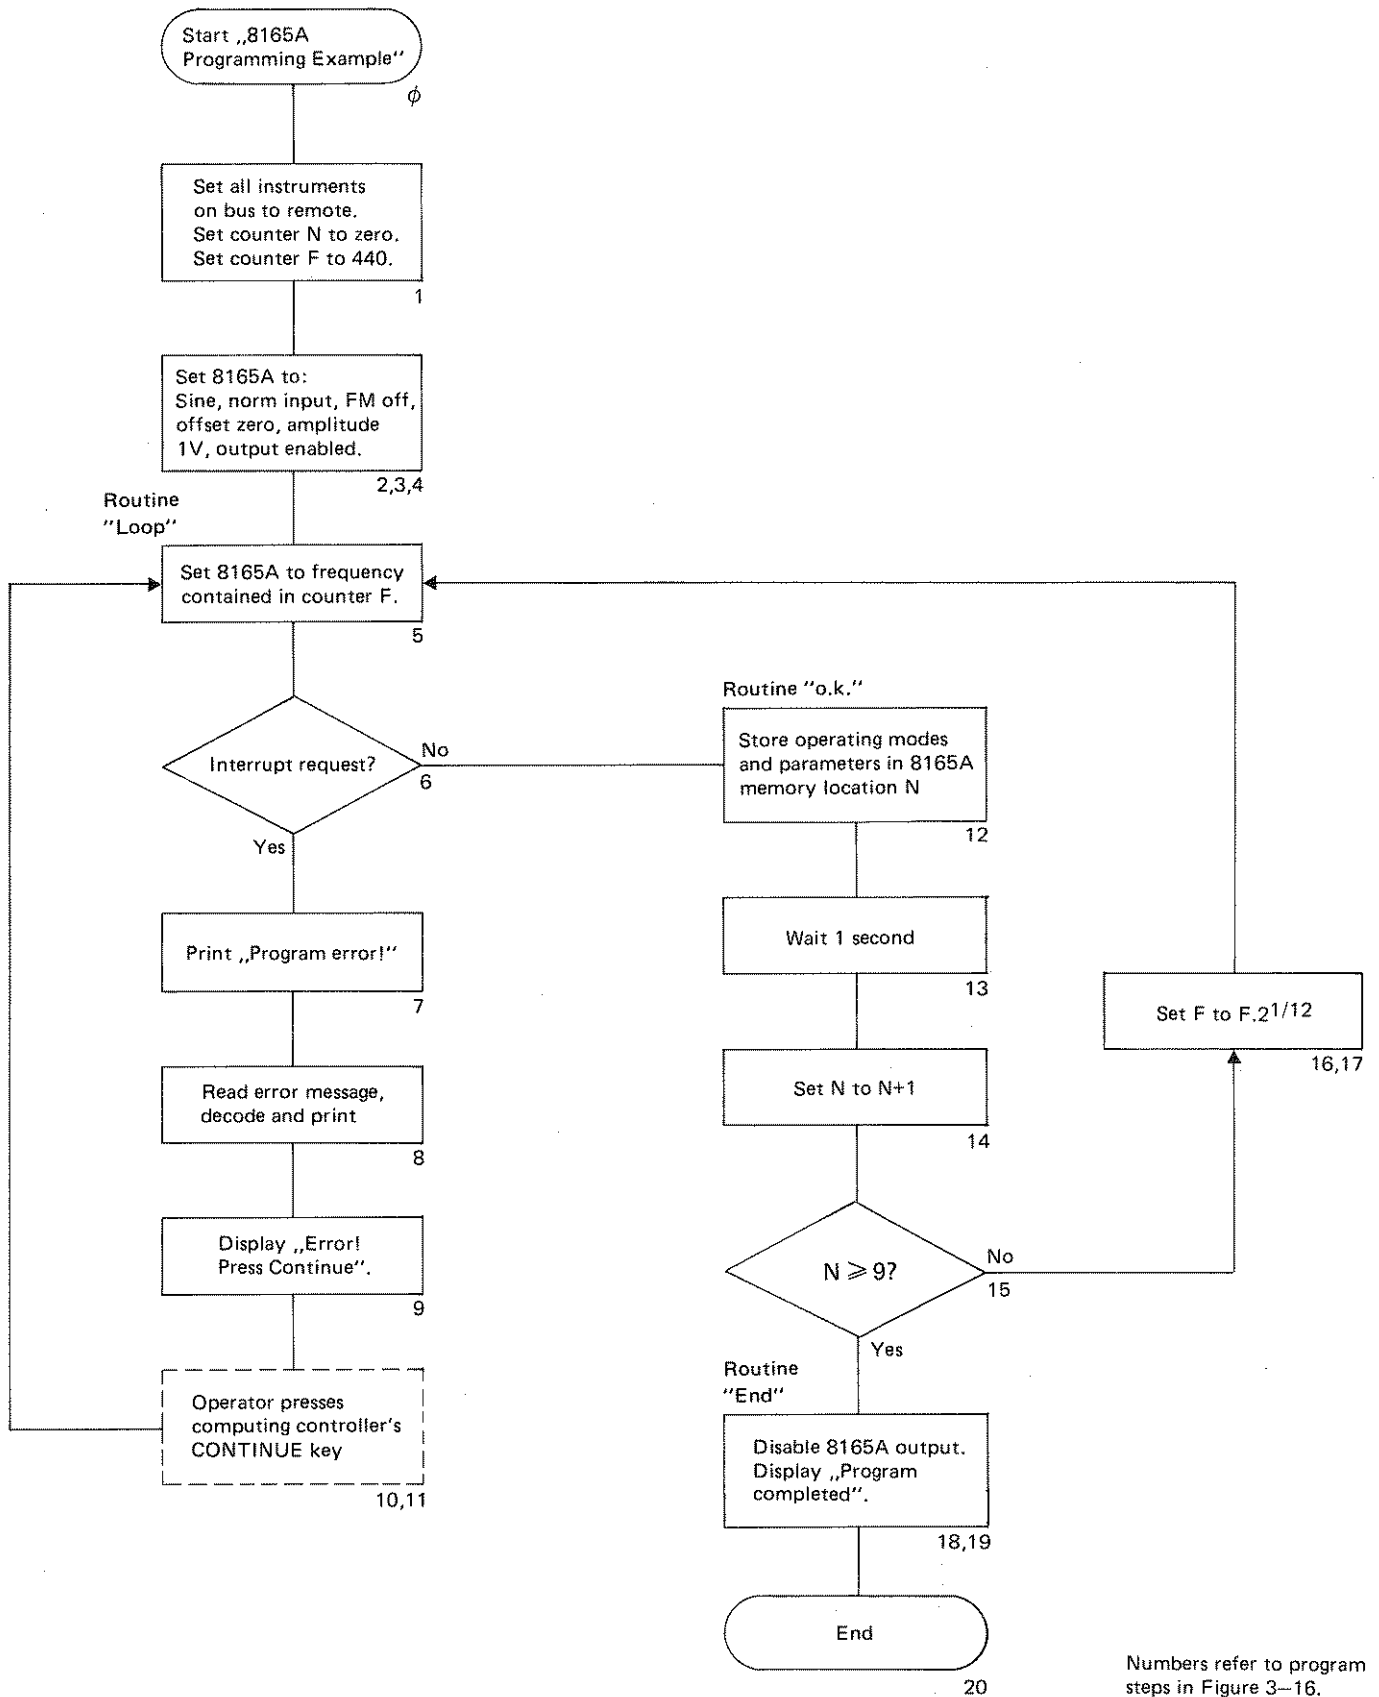 Start „8165A
Programming Example"
ϕ
Set all instruments
on bus to remote.
Set counter N to zero.
Set counter F to 440.
1
Set 8165A to:
Sine, norm input, FM off,
offset zero, amplitude
1V, output enabled.
2,3,4
Routine
"Loop"
Set 8165A to frequency
contained in counter F.
5
Interrupt request?
No
6
Yes
Print „Program error!"
7
Read error message,
decode and print
8
Display „Error!
Press Continue".
9
Operator presses
computing controller's
CONTINUE key
10,11
Routine "o.k."
Store operating modes
and parameters in 8165A
memory location N
12
Wait 1 second
13
Set N to N+1
14
N ⩾ 9?
No
15
Yes
Set F to F.2^1/12
16,17
Routine
"End"
Disable 8165A output.
Display „Program
completed".
18,19
End
20
Numbers refer to program
steps in Figure 3–16.